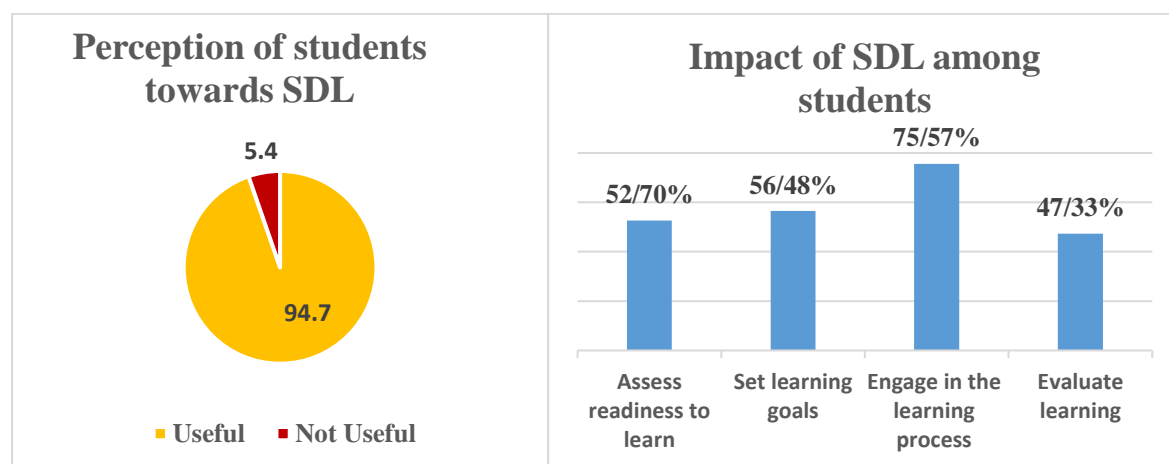 Perception of students
towards SDL
5.4
94.7
Useful Not Useful
Impact of SDL among
students
52/70%
56/48%
75/57%
47/33%
Assess
readiness to
learn
Set learning
goals
Engage in the
learning
process
Evaluate
learning